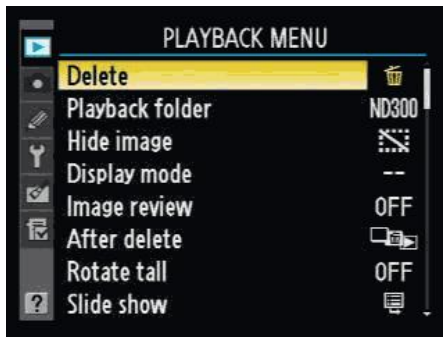 PLAYBACK MENU
Delete
Playback folder ND300
Hide image
Display mode --
Image review OFF
After delete
Rotate tall OFF
Slide show
?